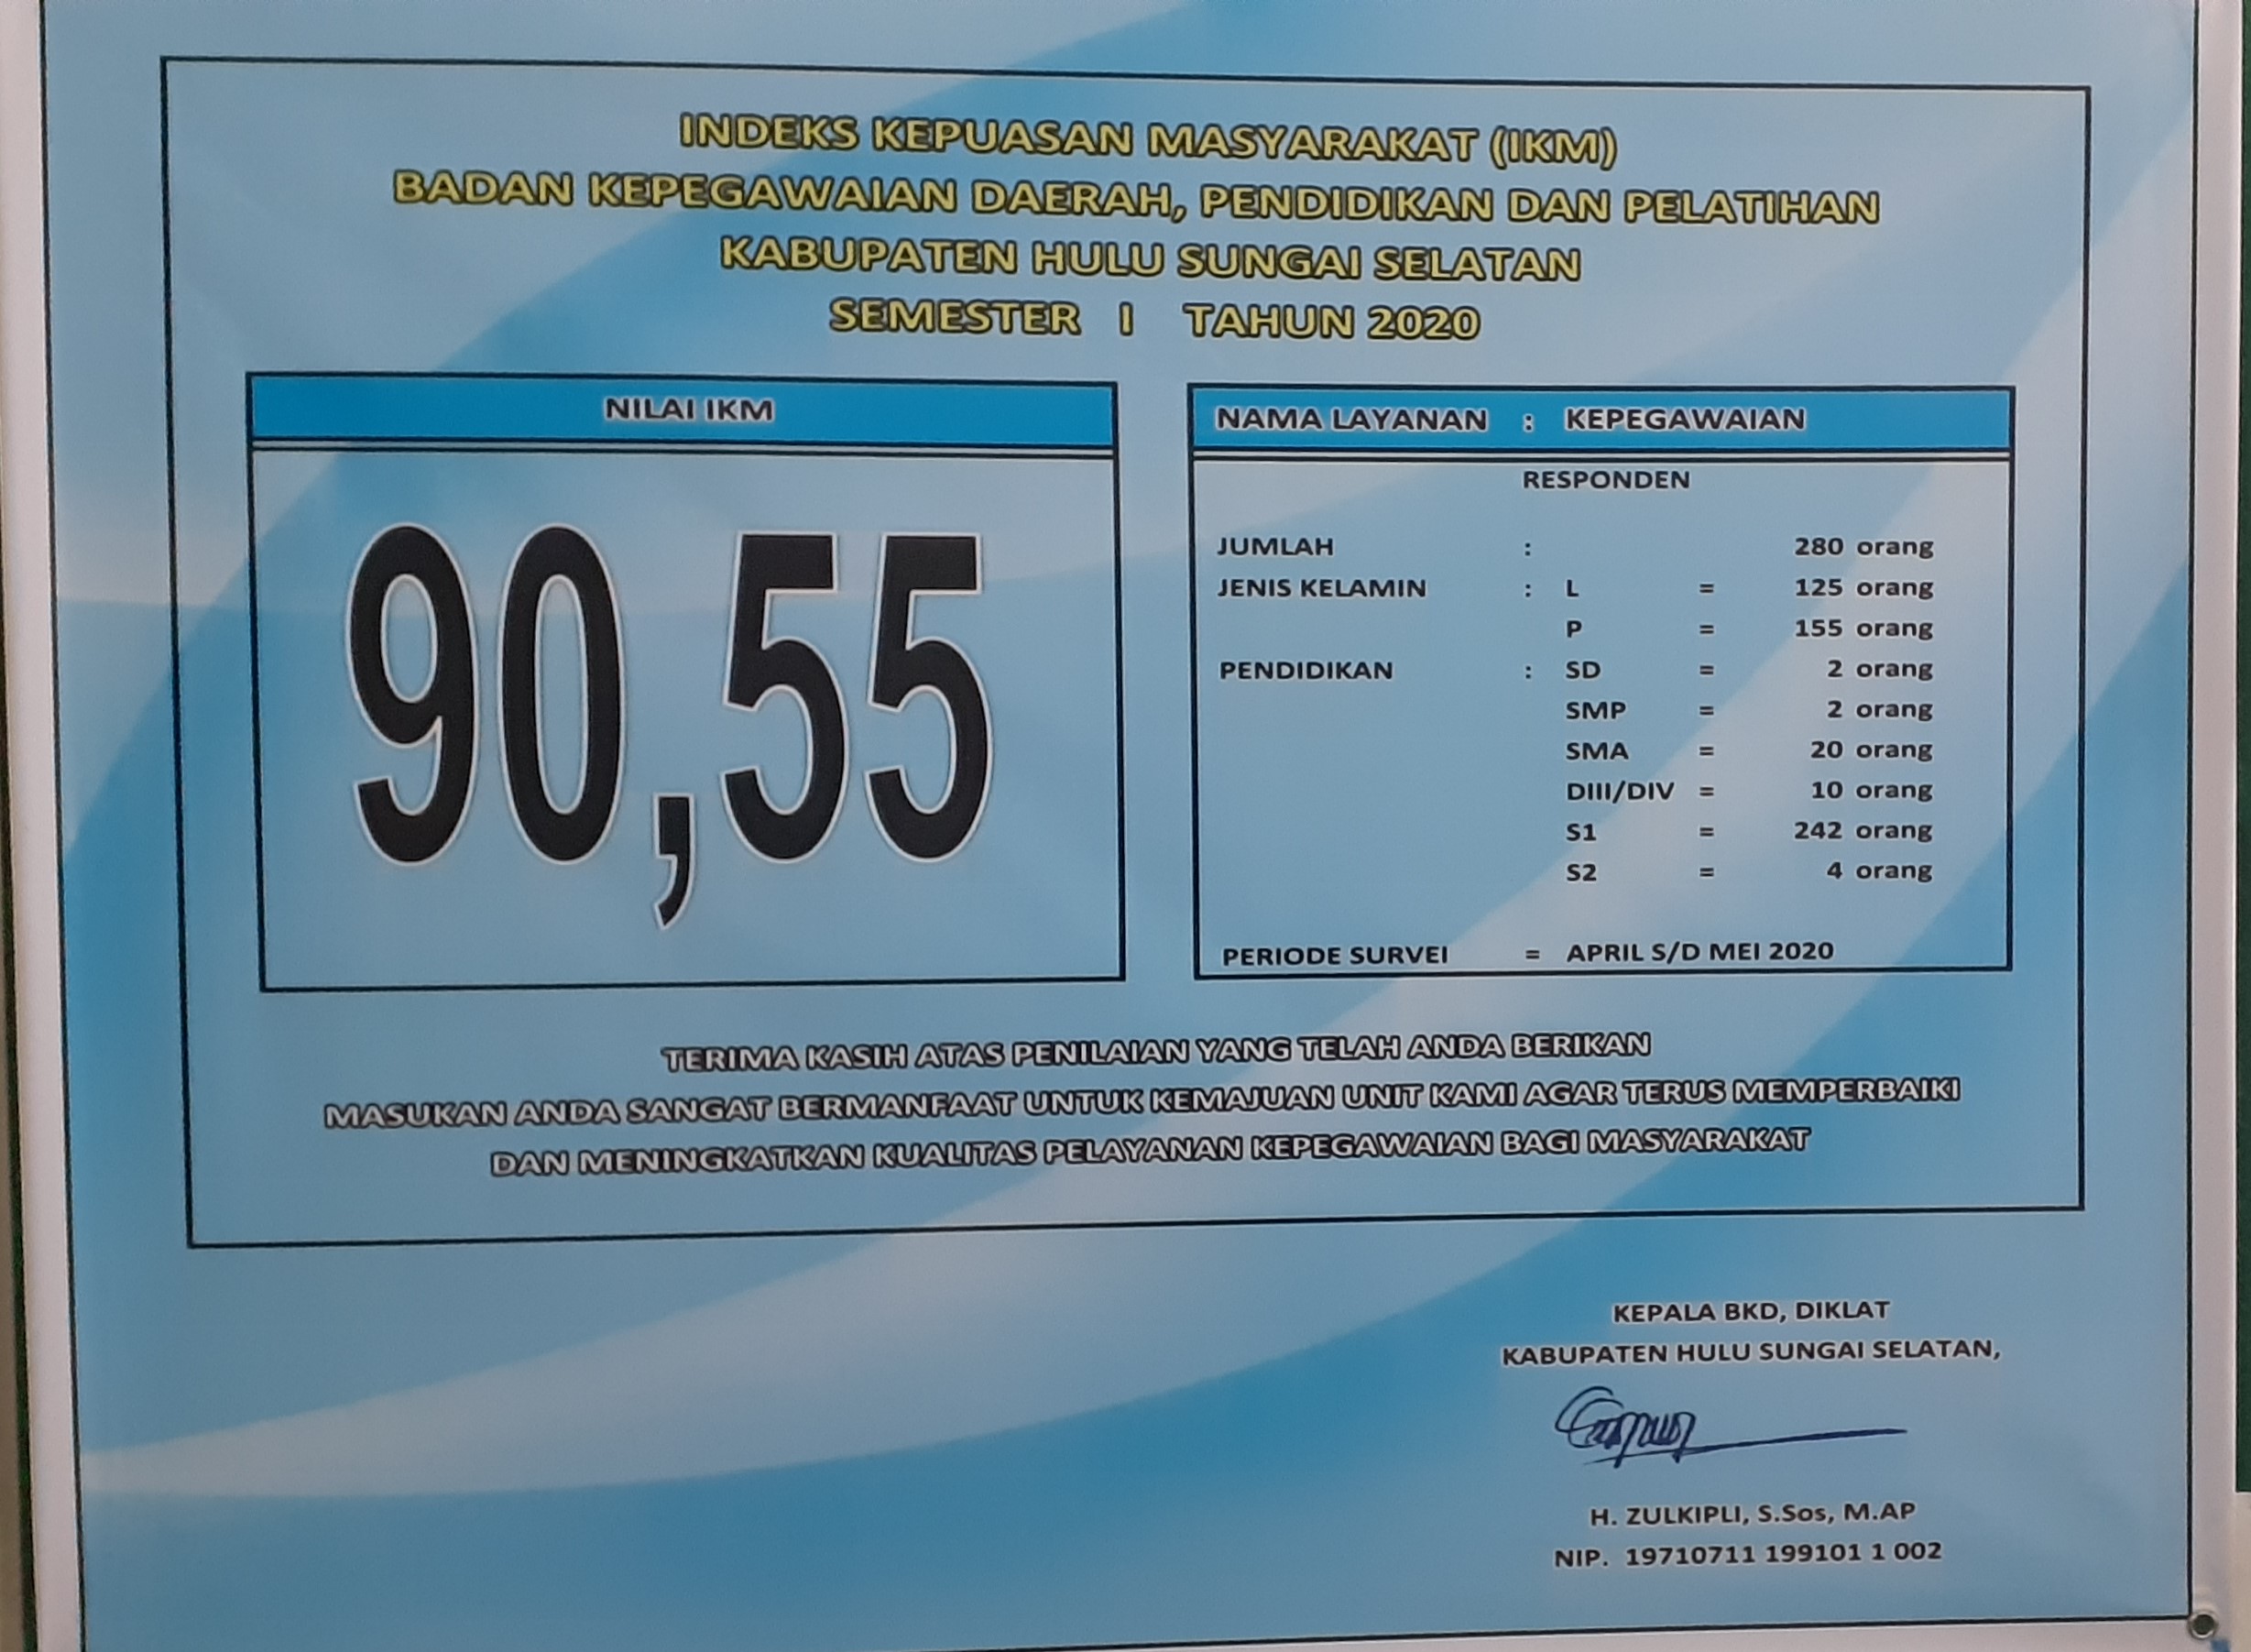 INDEKS KEPUASAN MASYARAKAT (IKM)
BADAN KEPEGAWAIAN DAERAH, PENDIDIKAN DAN PELATIHAN
KABUPATEN HULU SUNGAI SELATAN
SEMESTER I TAHUN 2020
NILAI IKM
90,55
NAMA LAYANAN : KEPEGAWAIAN
RESPONDEN
JUMLAH : 280 orang
JENIS KELAMIN : L = 125 orang
P = 155 orang
PENDIDIKAN : SD = 2 orang
SMP = 2 orang
SMA = 20 orang
DIII/DIV = 10 orang
S1 = 242 orang
S2 = 4 orang
PERIODE SURVEI = APRIL S/D MEI 2020
TERIMA KASIH ATAS PENILAIAN YANG TELAH ANDA BERIKAN
MASUKAN ANDA SANGAT BERMANFAAT UNTUK KEMAJUAN UNIT KAMI AGAR TERUS MEMPERBAIKI
DAN MENINGKATKAN KUALITAS PELAYANAN KEPEGAWAIAN BAGI MASYARAKAT
KEPALA BKD, DIKLAT
KABUPATEN HULU SUNGAI SELATAN,
H. ZULKIPLI, S.Sos, M.AP
NIP. 19710711 199101 1 002